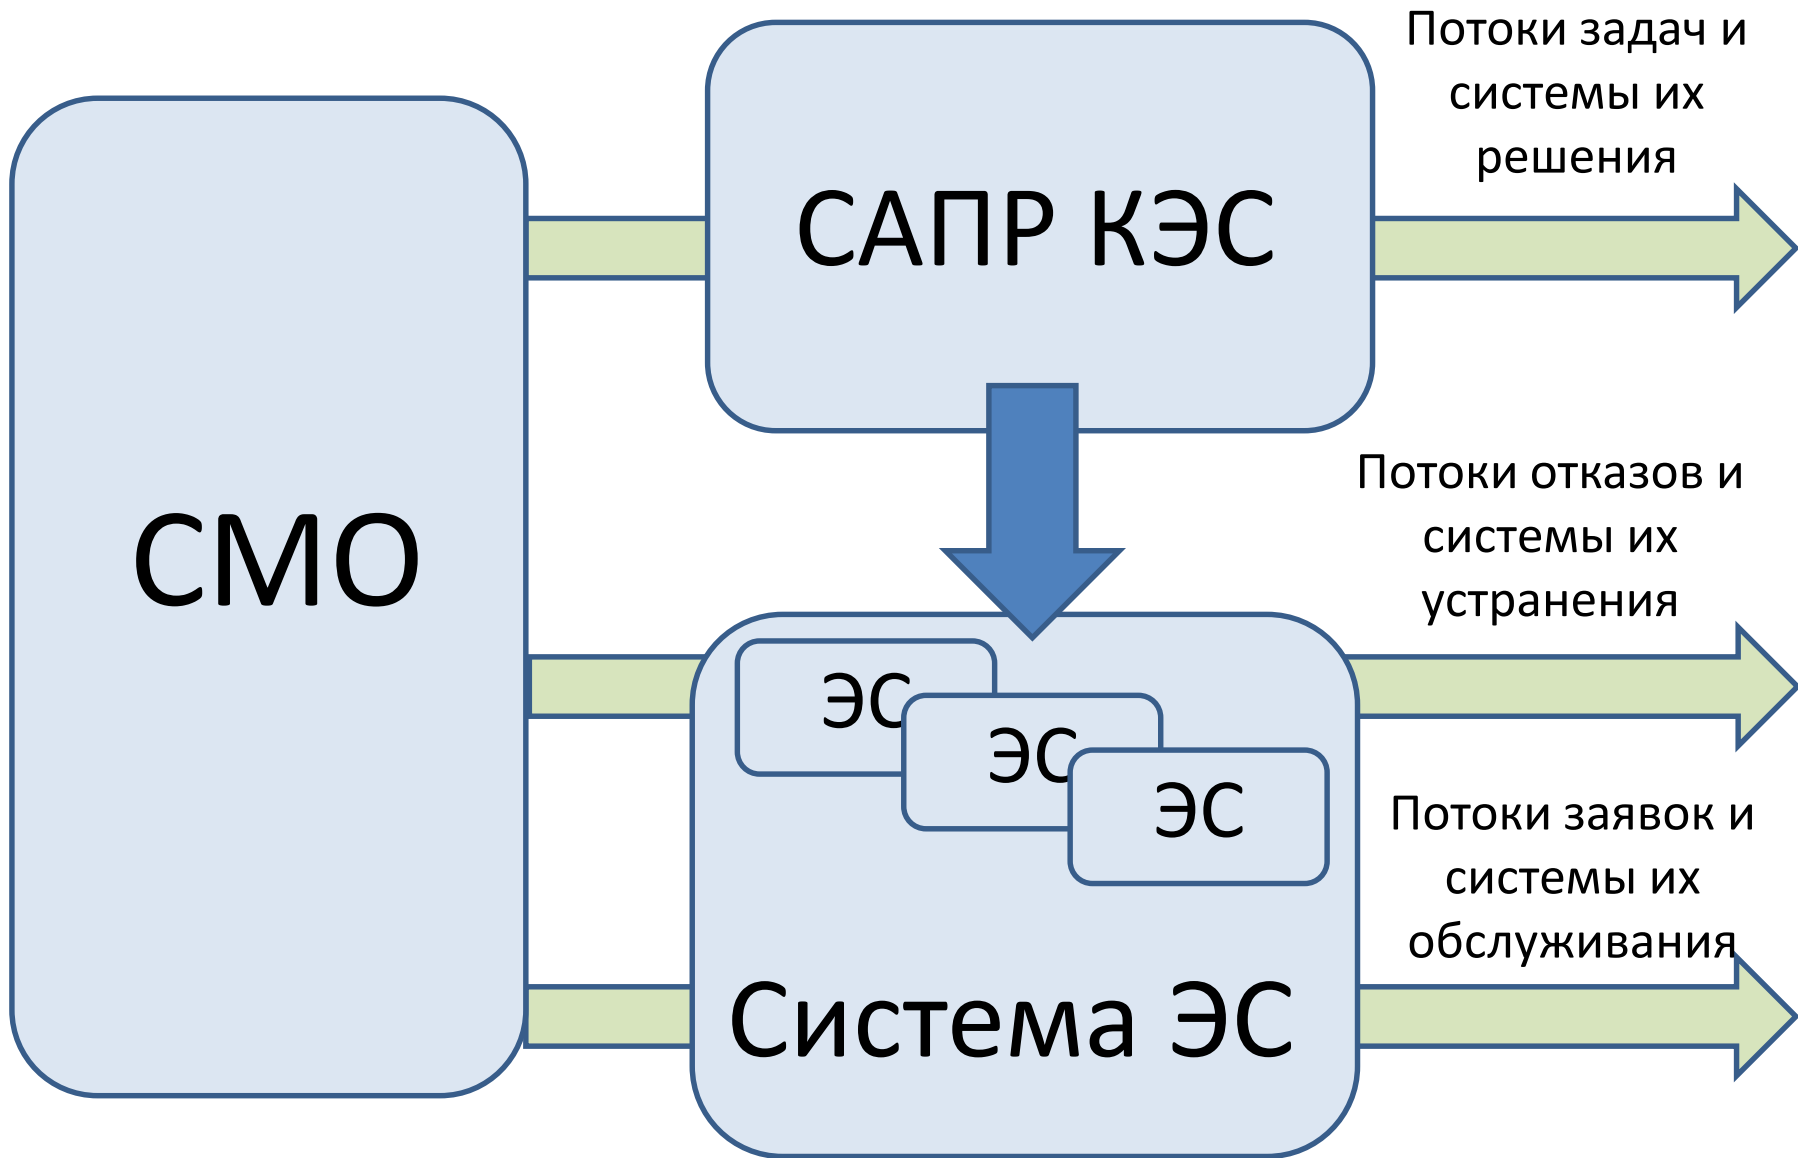 СМО
САПР КЭС
Потоки задач и
системы их
решения
Потоки отказов и
системы их
устранения
ЭС
ЭС
ЭС
Система ЭС
Потоки заявок и
системы их
обслуживания